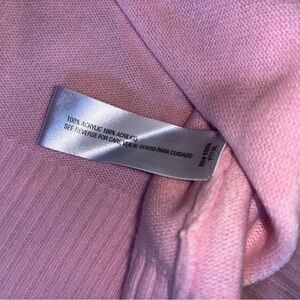 100% ACRYLIC 100% ACRILICO
SEE REVERSE FOR CARE VER AL DORSO PARA CUIDADO